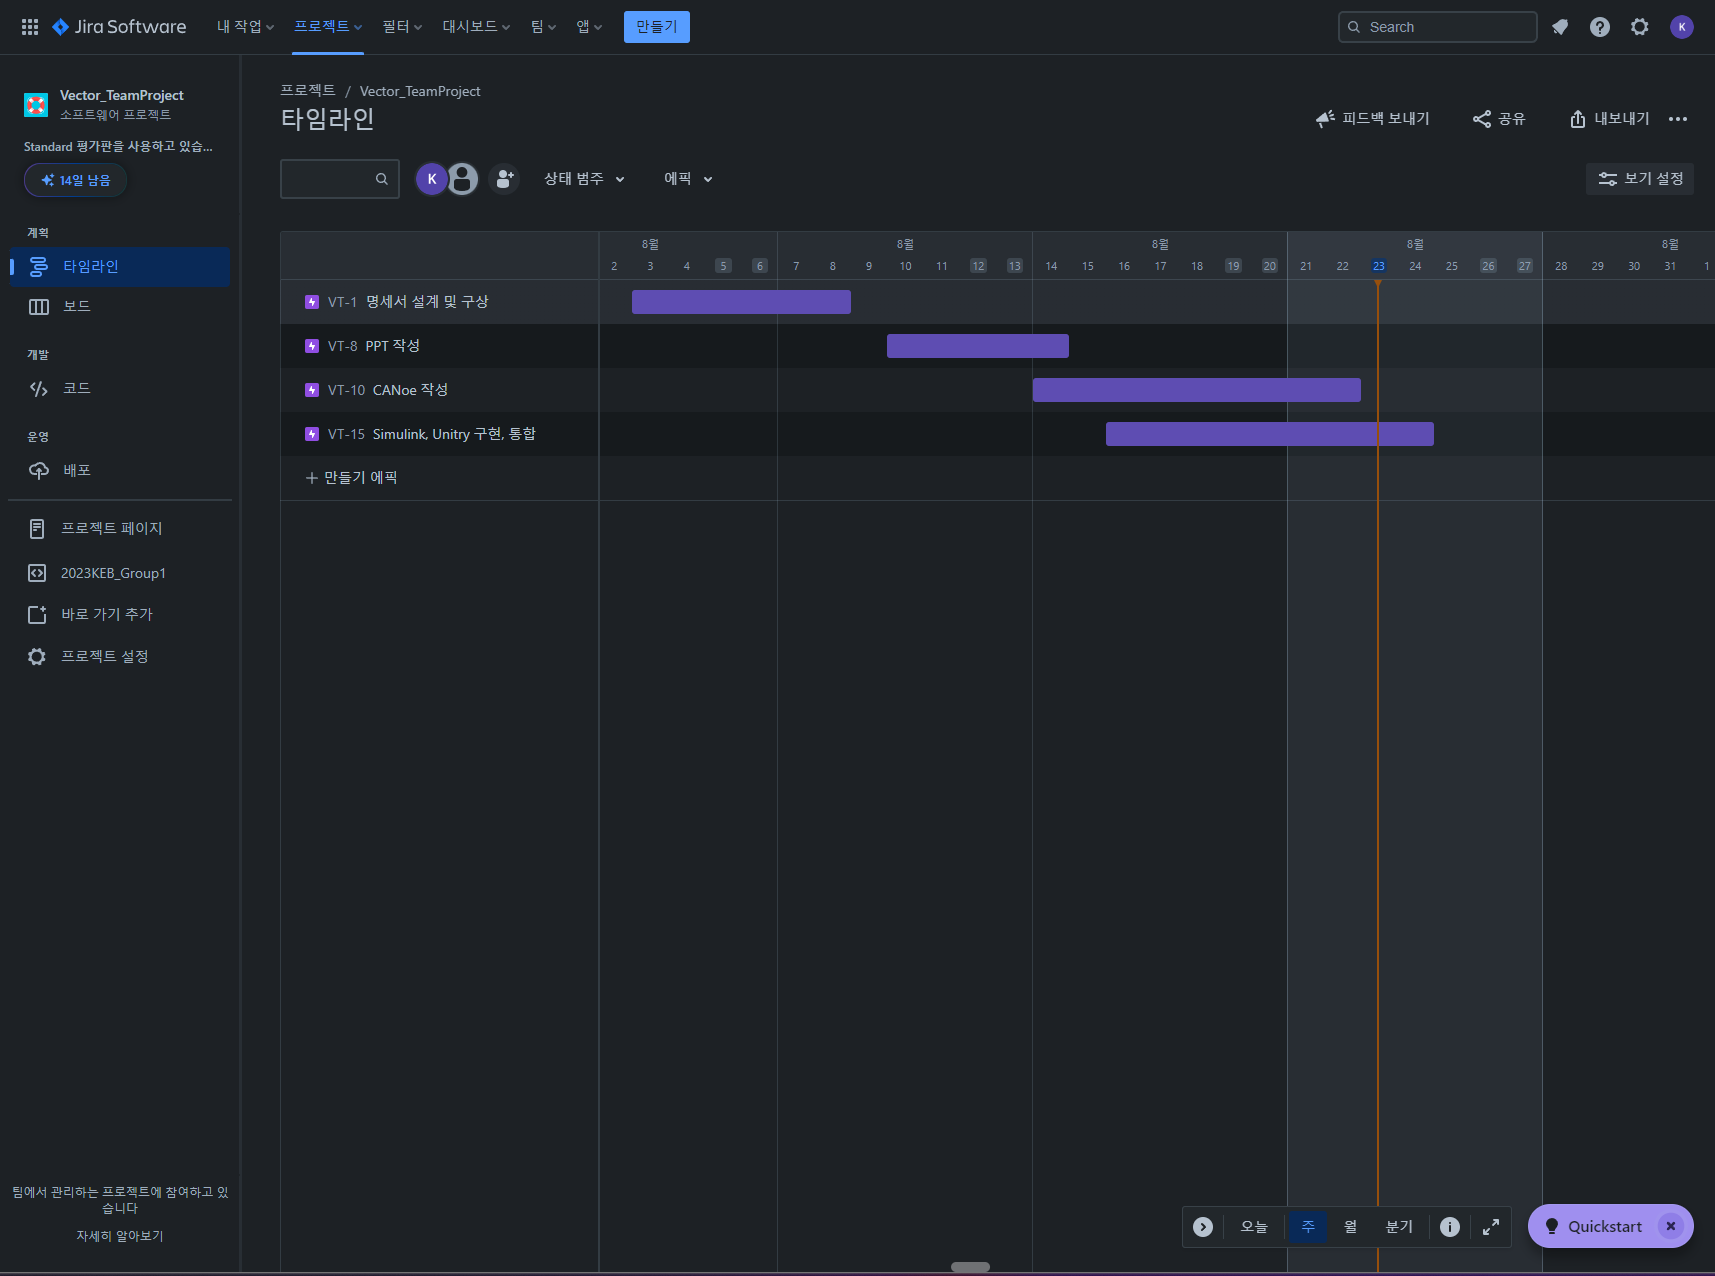 Jira Software 내 작업 프로젝트 필터 대시보드 팀 앱 만들기 Search K
Vector_TeamProject
소프트웨어 프로젝트
Standard 평가판을 사용하고 있습...
14일 남음
계획
타임라인
보드
개발
코드
운영
배포
프로젝트 페이지
2023KEB_Group1
바로 가기 추가
프로젝트 설정
팀에서 관리하는 프로젝트에 참여하고 있
습니다
자세히 알아보기
프로젝트 / Vector_TeamProject
타임라인
피드백 보내기 공유 내보내기
K 상태 범주 에픽 보기 설정
8월 8월 8월 8월 8월
2 3 4 5 6 7 8 9 10 11 12 13 14 15 16 17 18 19 20 21 22 23 24 25 26 27 28 29 30 31 1
VT-1 명세서 설계 및 구상
VT-8 PPT 작성
VT-10 CANoe 작성
VT-15 Simulink, Unitry 구현, 통합
만들기 에픽
오늘 주 월 분기
Quickstart